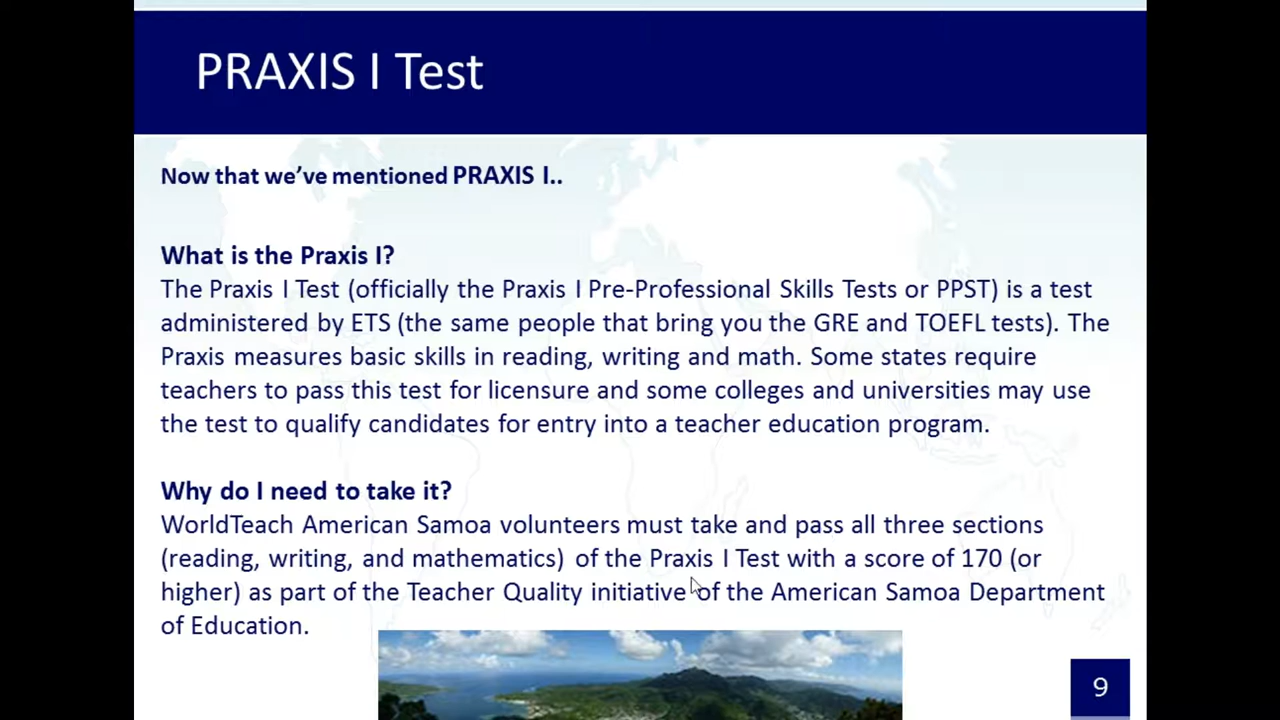 PRAXIS I Test
Now that we've mentioned PRAXIS I..
What is the Praxis I?
The Praxis I Test (officially the Praxis I Pre-Professional Skills Tests or PPST) is a test
administered by ETS (the same people that bring you the GRE and TOEFL tests). The
Praxis measures basic skills in reading, writing and math. Some states require
teachers to pass this test for licensure and some colleges and universities may use
the test to qualify candidates for entry into a teacher education program.
Why do I need to take it?
WorldTeach American Samoa volunteers must take and pass all three sections
(reading, writing, and mathematics) of the Praxis I Test with a score of 170 (or
higher) as part of the Teacher Quality initiative of the American Samoa Department
of Education.
9